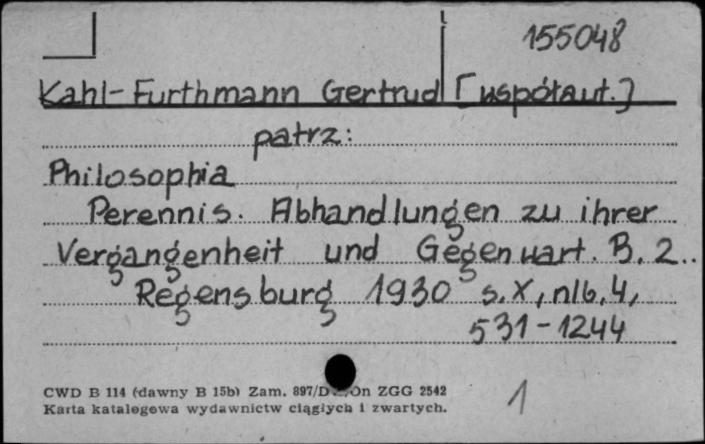 155048
Kahl-Furthmann Gertrud [współaut.]
patrz:
Philosophia
Perennis. Abhandlungen zu ihrer
Vergangenheit und Gegenwart. B. 2..
Regensburg 1930 s. X, nlb. 4,
531-1244
CWD B 114 (dawny B 15b) Zam. 897/D On ZGG 2542
Karta katalogowa wydawnictw ciągłych i zwartych.
1